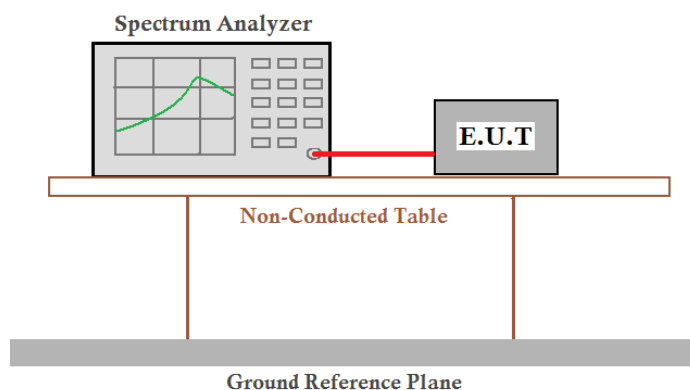 Spectrum Analyzer
E.U.T
Non-Conducted Table
Ground Reference Plane